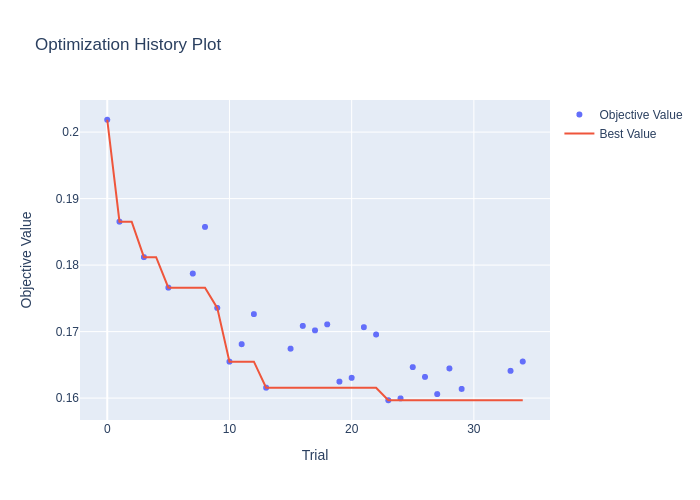 Optimization History Plot
Objective Value
Best Value
0.2
0.19
0.18
0.17
0.16
Objective Value
0
10
20
30
Trial